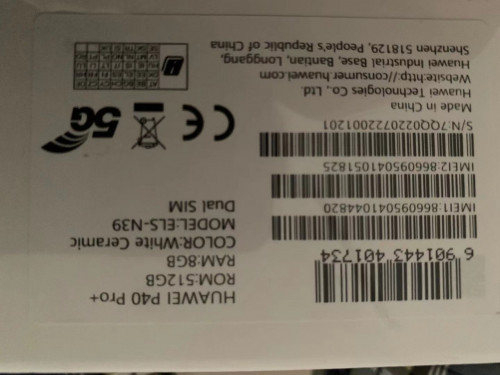 HUAWEI P40 Pro+
ROM:512GB
RAM:8GB
COLOR:White Ceramic
MODEL:ELS-N39
Dual SIM
6 901443 401734
IMEI1:866095041044820
IMEI2:866095041051825
S/N:7QQ0220722001201
Made in China
Huawei Technologies Co., Ltd.
Website:http://consumer.huawei.com
Huawei Industrial Base, Bantian, Longgang,
Shenzhen 518129, People's Republic of China
5G
CE